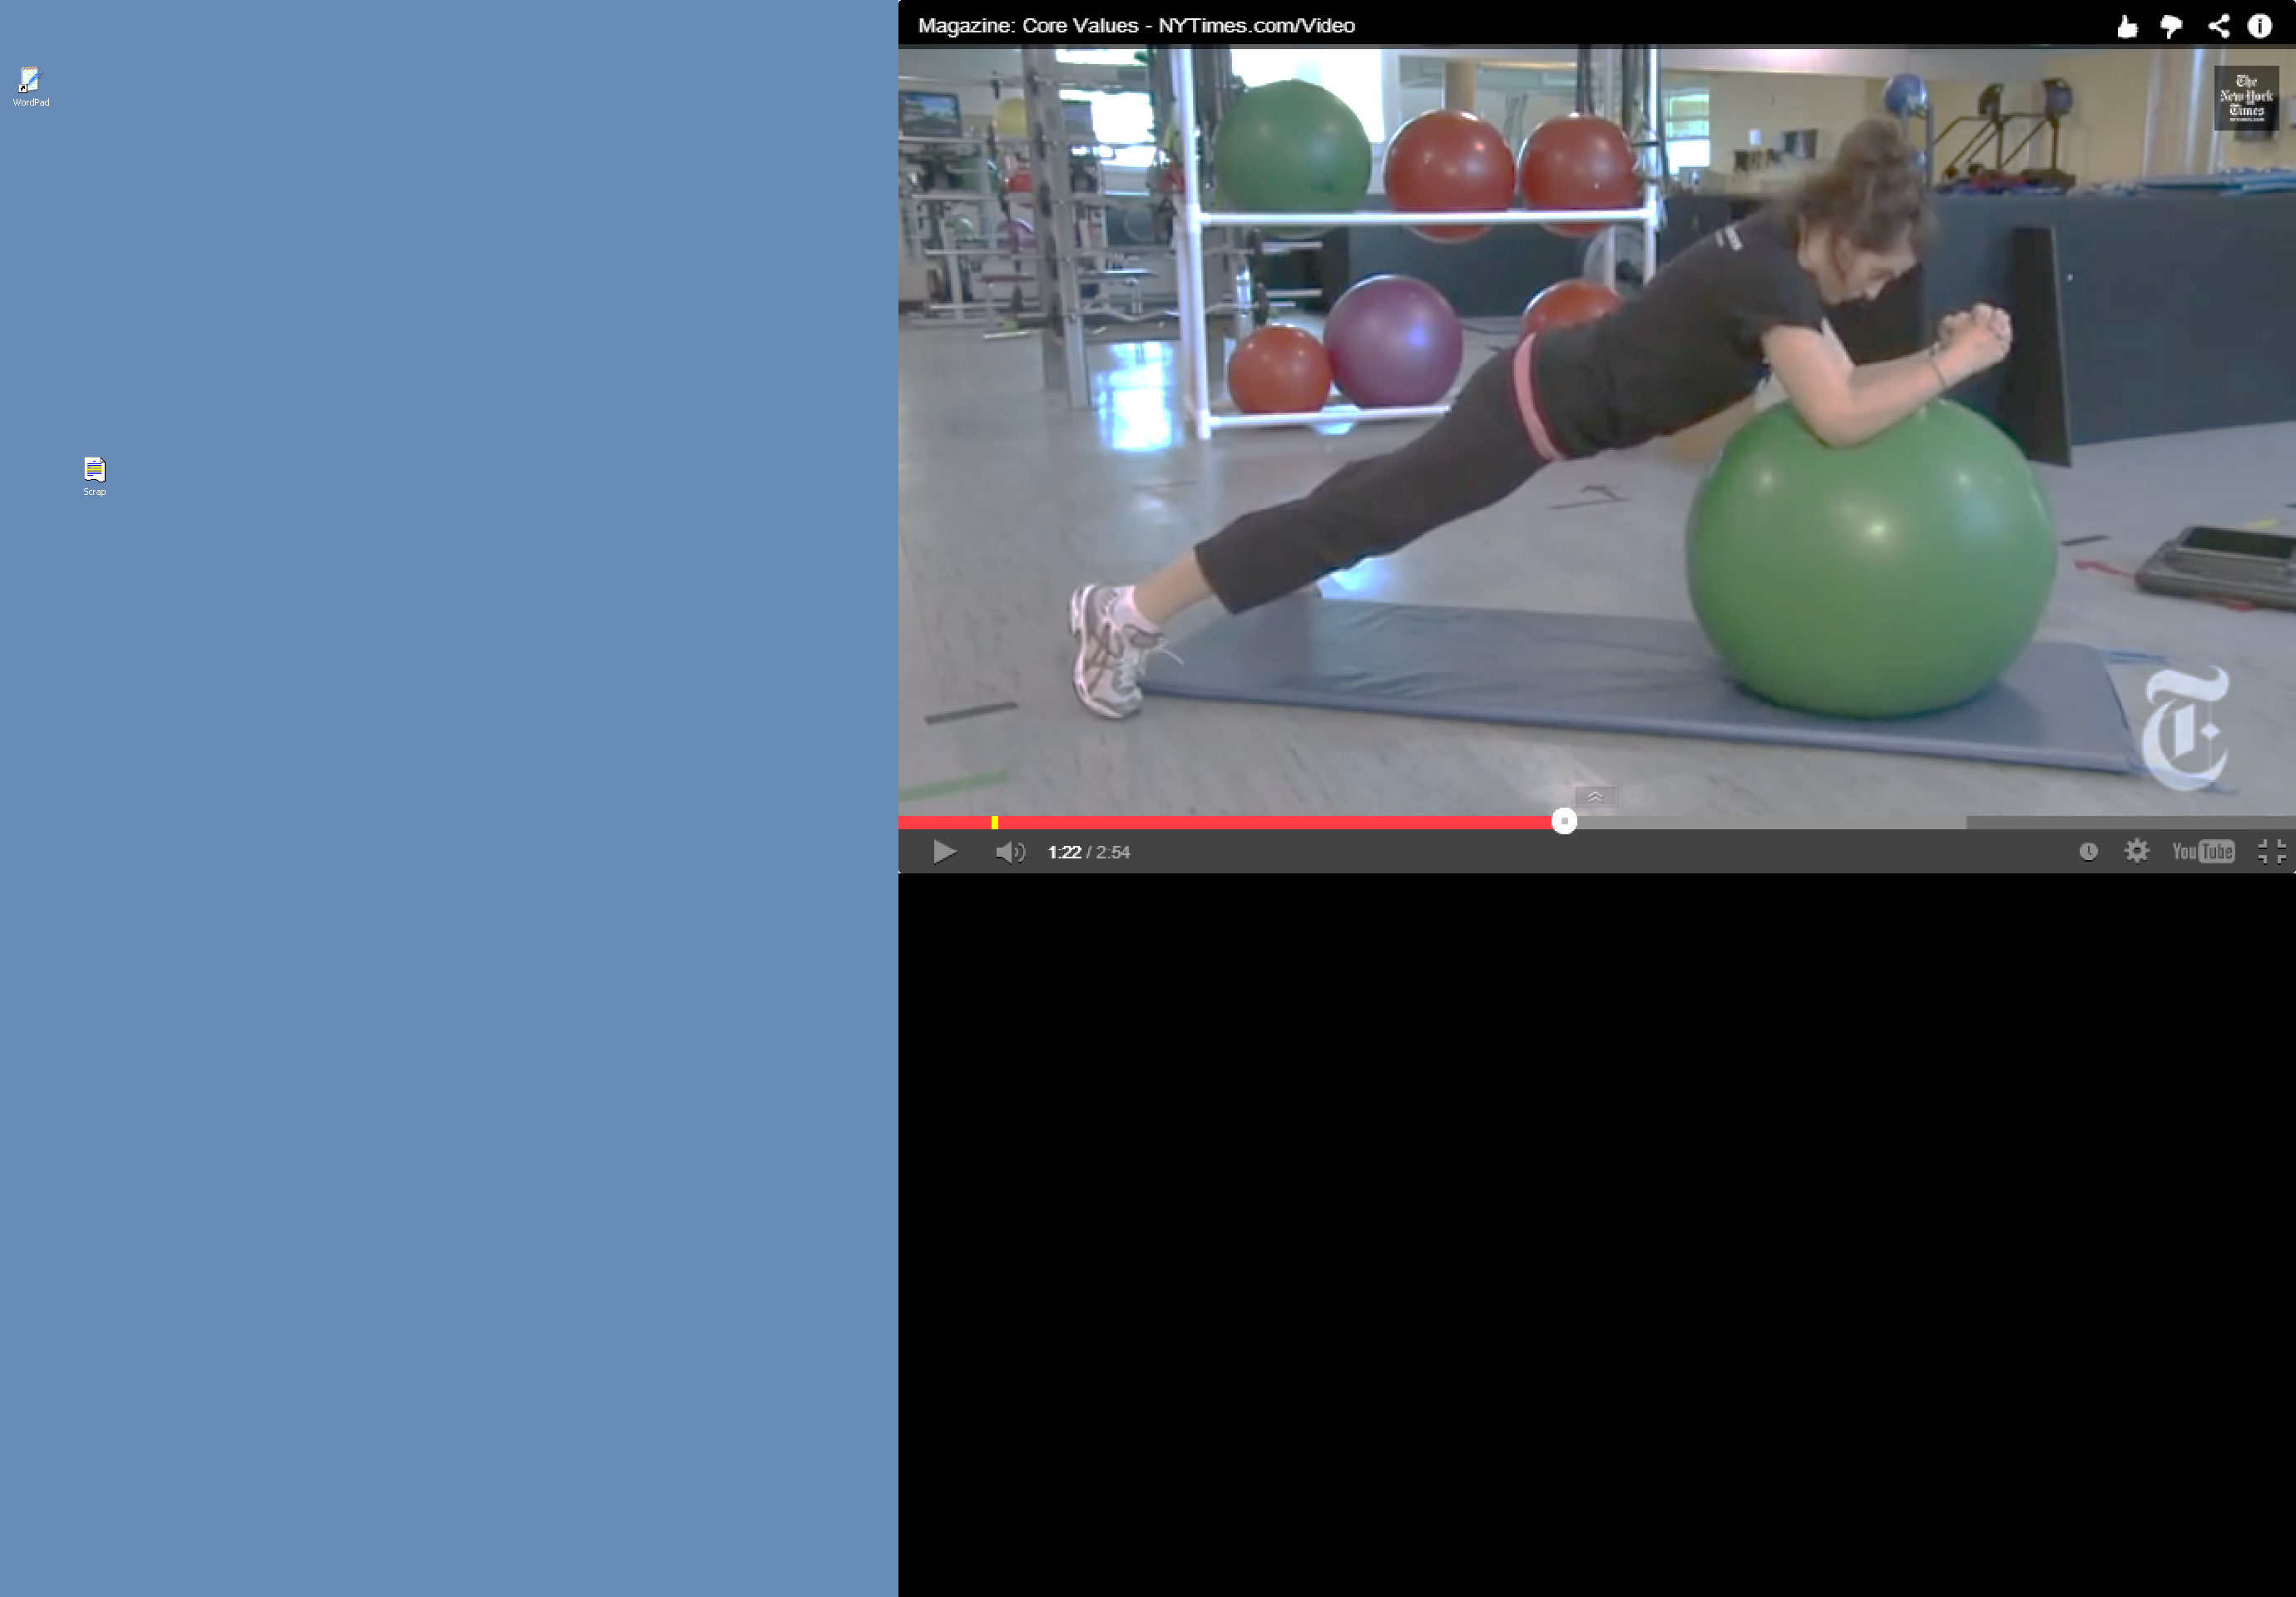 WordPad
Scrap
Magazine: Core Values - NYTimes.com/Video
The
New York
Times
T
1:22 / 2:54
YouTube